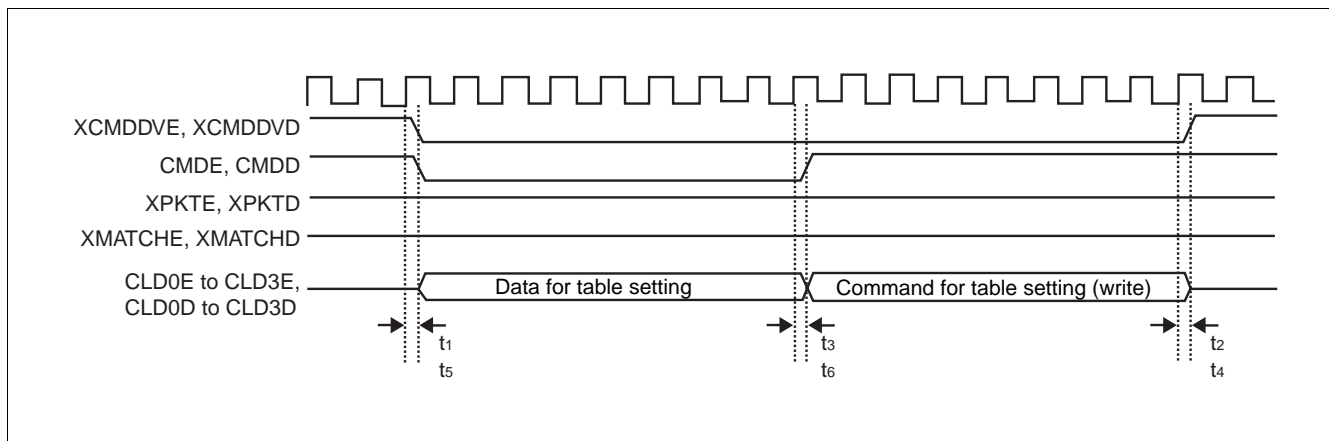 XCMDDVE, XCMDDVD
CMDE, CMDD
XPKTE, XPKTD
XMATCHE, XMATCHD
CLD0E to CLD3E,
CLD0D to CLD3D
Data for table setting
Command for table setting (write)
t1
t5
t3
t6
t2
t4